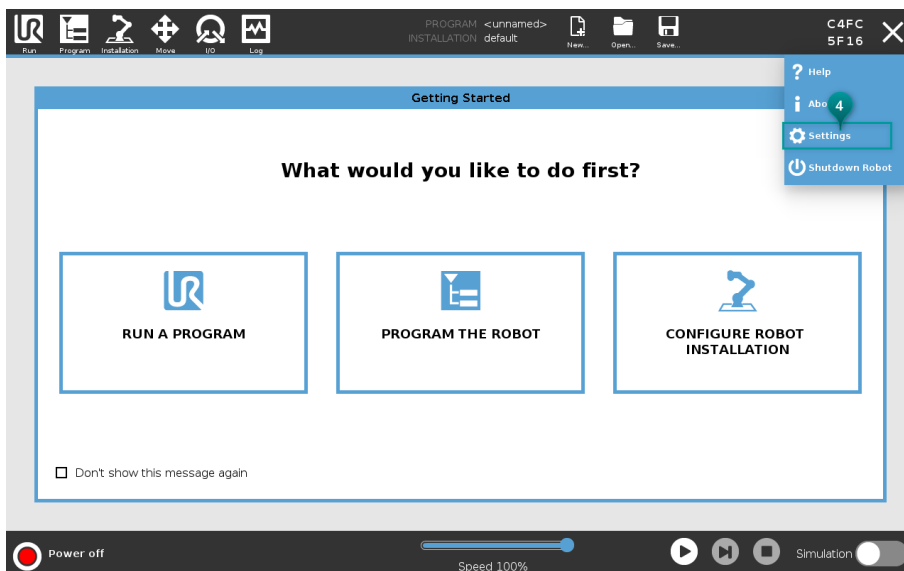 PROGRAM <unnamed>
INSTALLATION default
C4FC
5F16
Run
Program
Installation
Move
I/O
Log
New...
Open...
Save...
Help
Abo
4
Settings
Shutdown Robot
Getting Started
What would you like to do first?
RUN A PROGRAM
PROGRAM THE ROBOT
CONFIGURE ROBOT
INSTALLATION
Don't show this message again
Power off
Speed 100%
Simulation